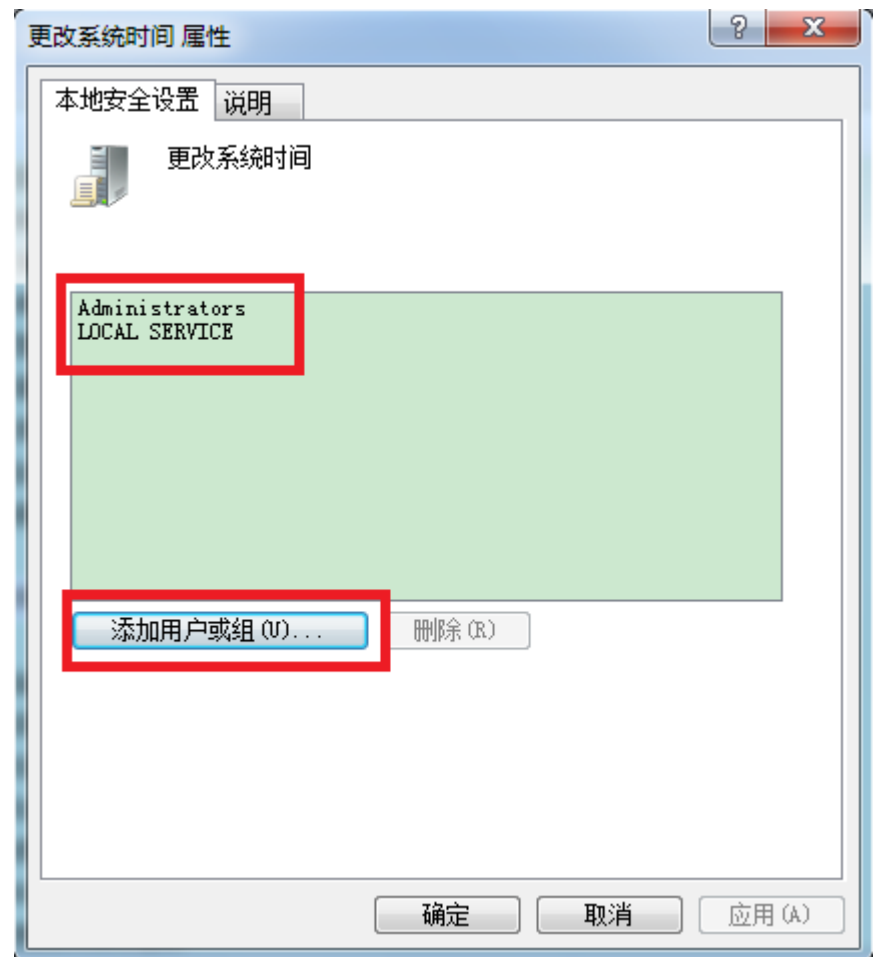 更改系统时间 属性
本地安全设置 说明
更改系统时间
Administrators
LOCAL SERVICE
添加用户或组(U)... 删除(R)
确定 取消 应用(A)